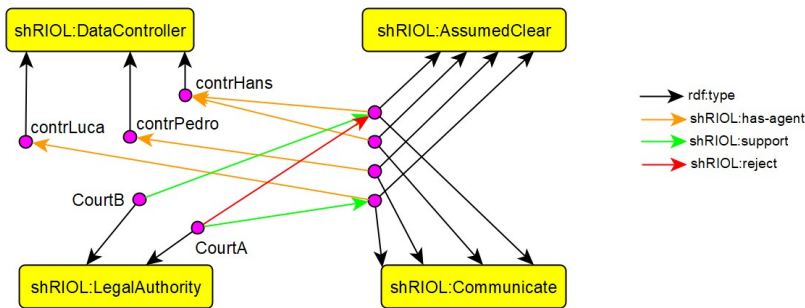 shRIOL:DataController
shRIOL:AssumedClear
contrHans
rdf:type
contrLuca
contrPedro
shRIOL:has-agent
shRIOL:support
shRIOL:reject
CourtB
CourtA
shRIOL:LegalAuthority
shRIOL:Communicate